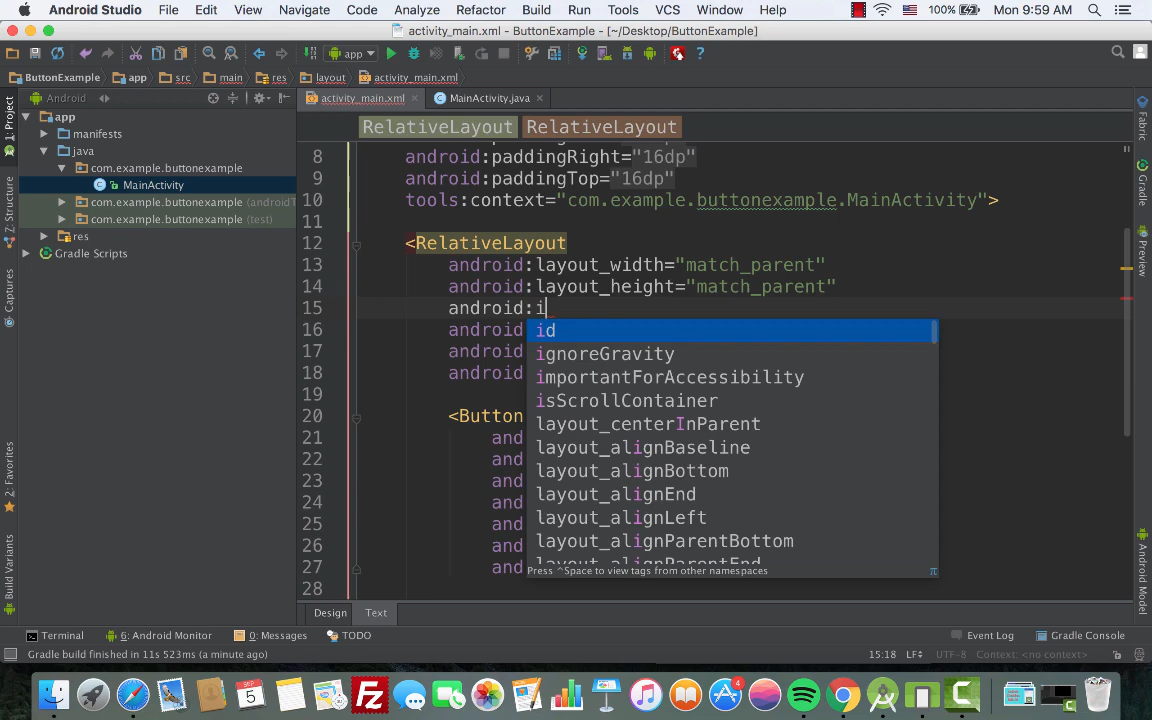 Android Studio File Edit View Navigate Code Analyze Refactor Build Run Tools VCS Window Help 100% Mon 9:59 AM
activity_main.xml - ButtonExample - [~/Desktop/ButtonExample]
app
ButtonExample app src main res layout activity_main.xml
Android
activity_main.xml MainActivity.java
app
manifests
java
com.example.buttonexample
MainActivity
com.example.buttonexample (androidT
com.example.buttonexample (test)
res
Gradle Scripts
1: Project
7: Structure
Captures
2: Favorites
Build Variants
RelativeLayout RelativeLayout
8 android:paddingRight="16dp"
9 android:paddingTop="16dp"
10 tools:context="com.example.buttonexample.MainActivity">
11
12 <RelativeLayout
13 android:layout_width="match_parent"
14 android:layout_height="match_parent"
15 android:i
16 android
17 android
18 android
19
20 <Button
21 and
22 and
23 and
24 and
25 and
26 and
27 and
28
id
ignoreGravity
importantForAccessibility
isScrollContainer
layout_centerInParent
layout_alignBaseline
layout_alignBottom
layout_alignEnd
layout_alignLeft
layout_alignParentBottom
layout_alignParentEnd
Press ^Space to view tags from other namespaces π
Fabric
Gradle
Preview
Android Model
Design Text
Terminal 6: Android Monitor 0: Messages TODO Event Log Gradle Console
Gradle build finished in 11s 523ms (a minute ago) 15:18 LF UTF-8 Context: <no context>
SEP
5
Fz
4